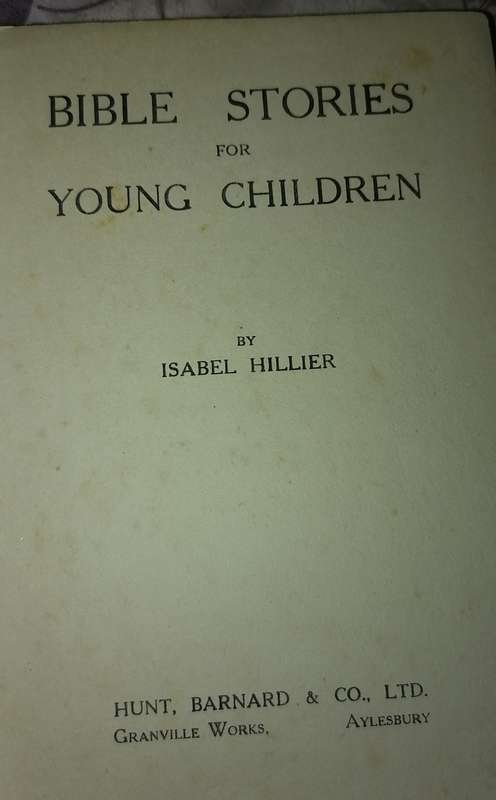 BIBLE STORIES
FOR
YOUNG CHILDREN
BY
ISABEL HILLIER
HUNT, BARNARD & CO., LTD.
GRANVILLE WORKS, AYLESBURY